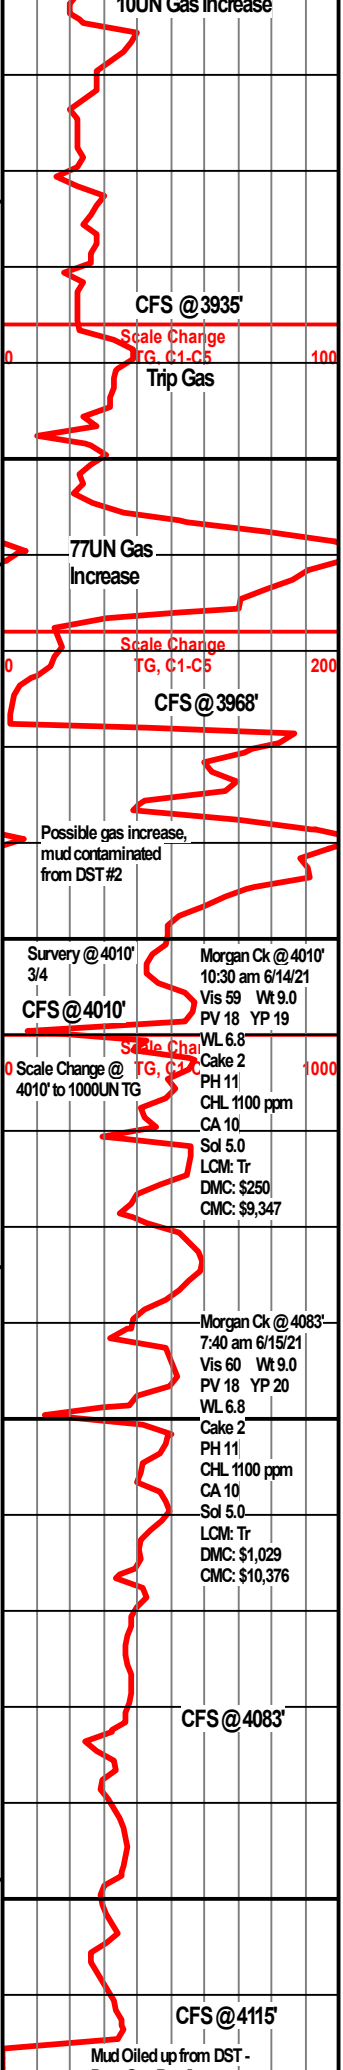 10UN Gas Increase
CFS @ 3935'
Scale Change
0 TG, C1-C5 100
Trip Gas
77UN Gas
Increase
Scale Change
0 TG, C1-C5 200
CFS @ 3968'
Possible gas increase,
mud contaminated
from DST #2
Survery @ 4010'
3/4
CFS @ 4010'
Morgan Ck @ 4010'
10:30 am 6/14/21
Vis 59 Wt 9.0
PV 18 YP 19
WL 6.8
Cake 2
PH 11
CHL 1100 ppm
CA 10
Sol 5.0
LCM: Tr
DMC: $250
CMC: $9,347
Scale Cha
0 TG, C1-C 1000
Scale Change @
4010' to 1000UN TG
Morgan Ck @ 4083'
7:40 am 6/15/21
Vis 60 Wt 9.0
PV 18 YP 20
WL 6.8
Cake 2
PH 11
CHL 1100 ppm
CA 10
Sol 5.0
LCM: Tr
DMC: $1,029
CMC: $10,376
CFS @ 4083'
CFS @ 4115'
Mud Oiled up from DST -